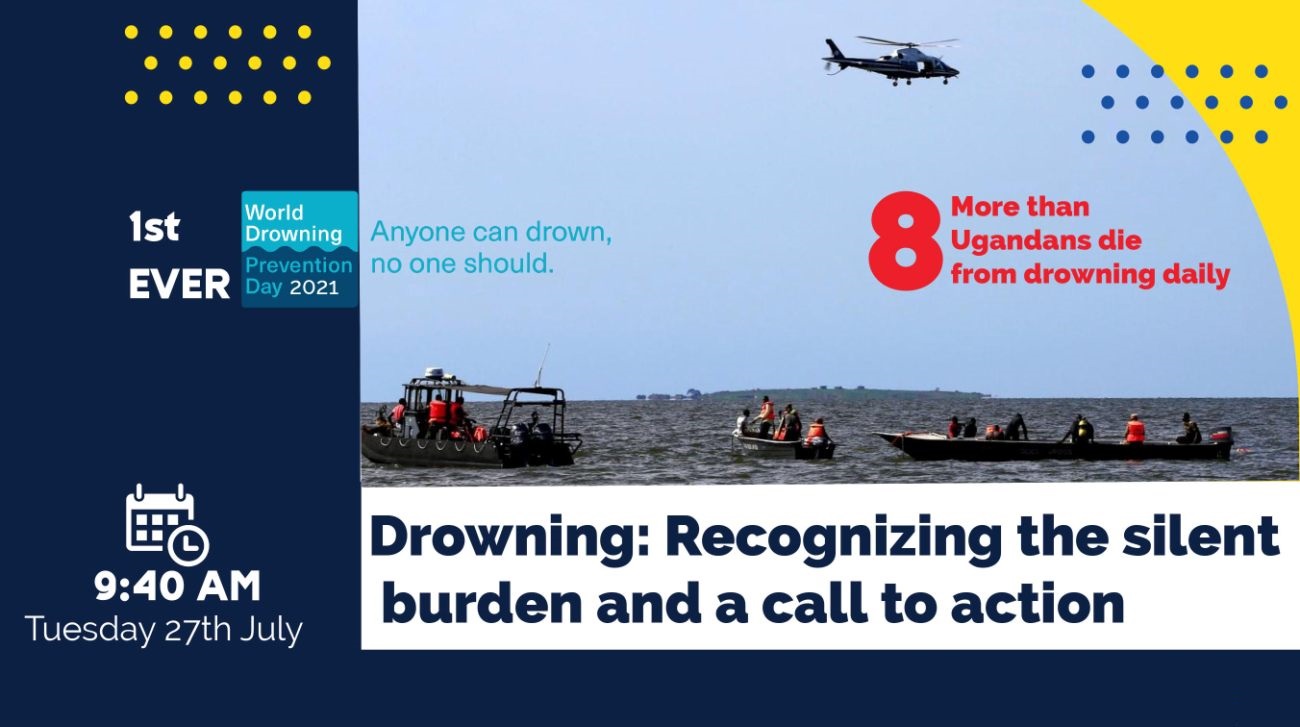 1st
EVER
World
Drowning
Prevention
Day 2021
Anyone can drown,
no one should.
8
More than
Ugandans die
from drowning daily
9:40 AM
Tuesday 27th July
Drowning: Recognizing the silent
burden and a call to action